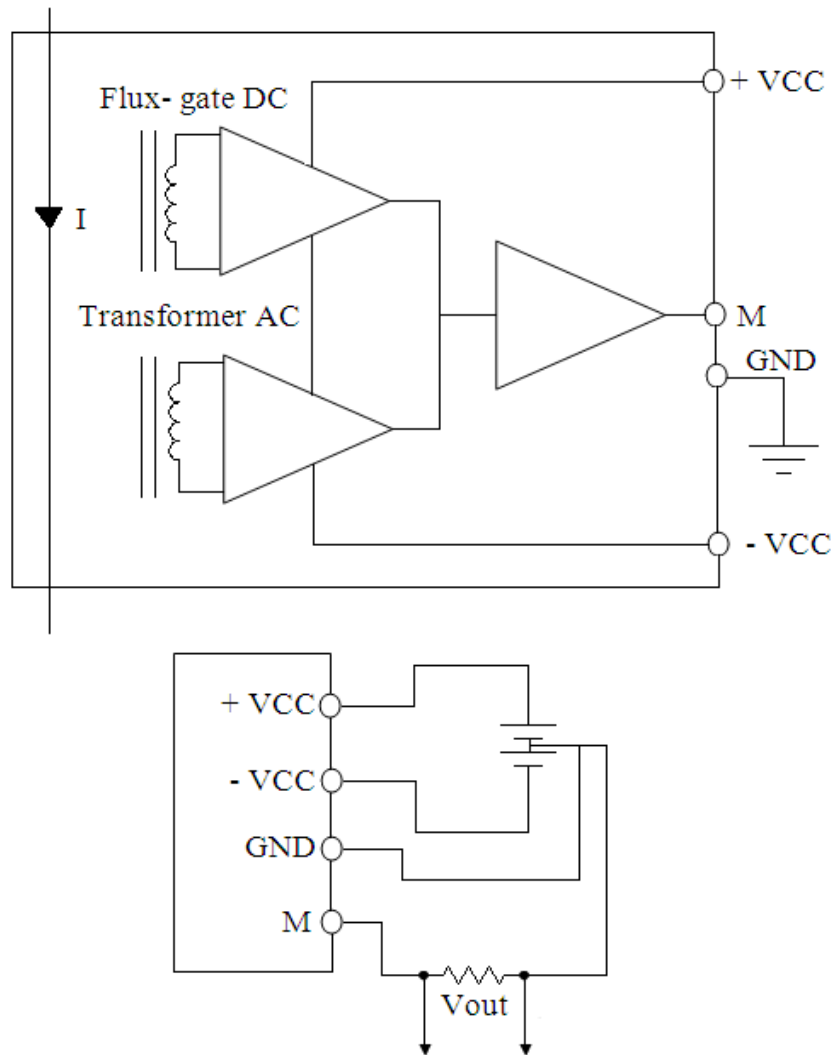 Flux- gate DC
+ VCC
I
Transformer AC
M
GND
- VCC
+ VCC
- VCC
GND
M
Vout